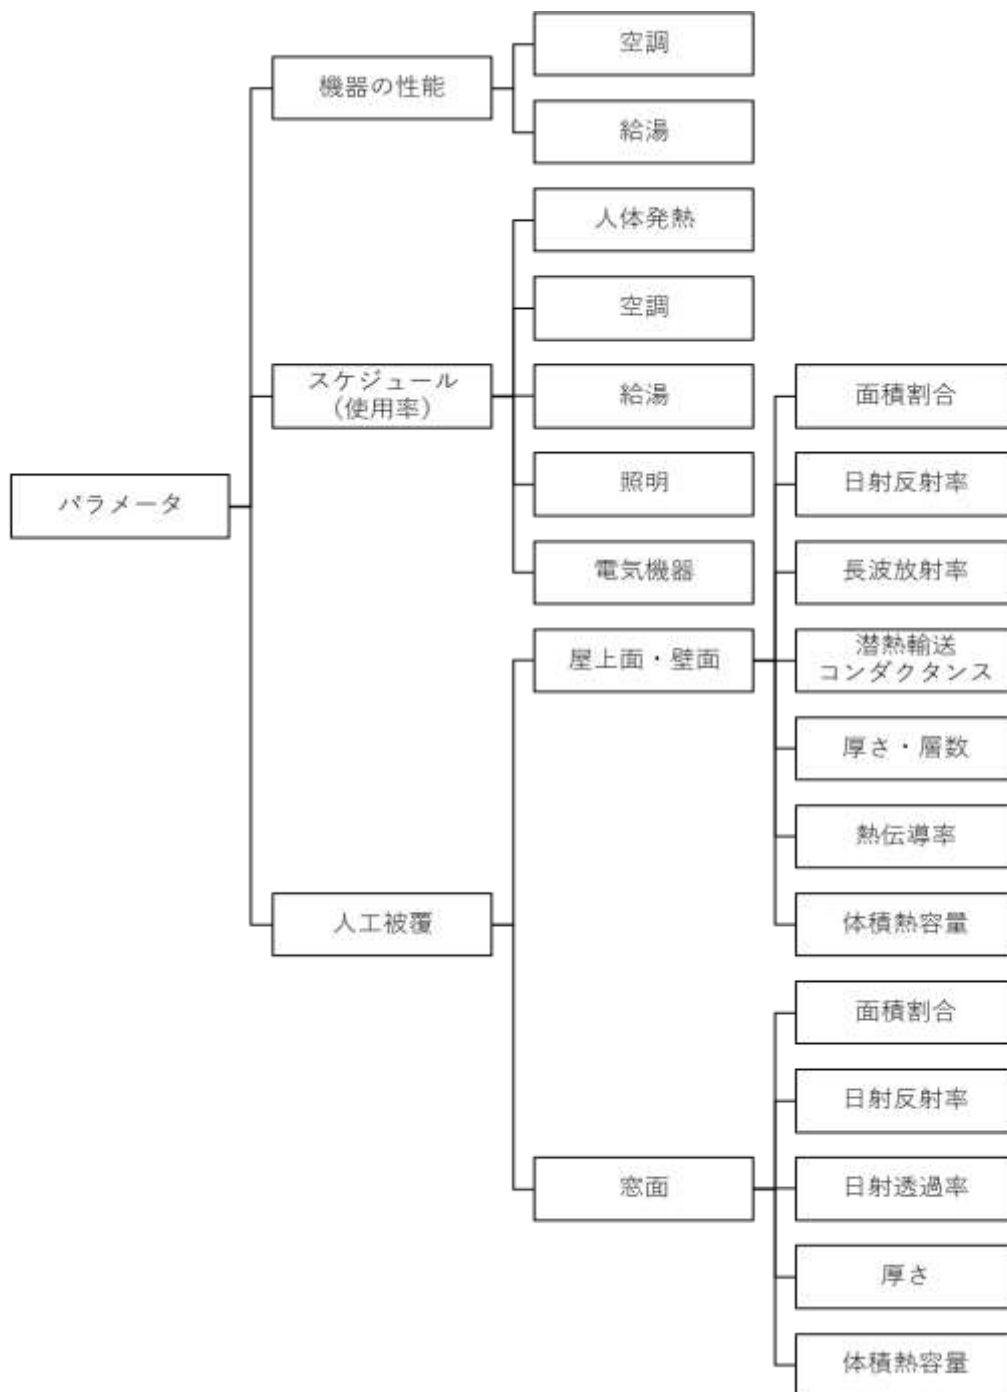 パラメータ
機器の性能
空調
給湯
スケジュール
（使用率）
人体発熱
空調
給湯
照明
電気機器
人工被覆
屋上面・壁面
面積割合
日射反射率
長波放射率
潜熱輸送
コンダクタンス
厚さ・層数
熱伝導率
体積熱容量
窓面
面積割合
日射反射率
日射透過率
厚さ
体積熱容量